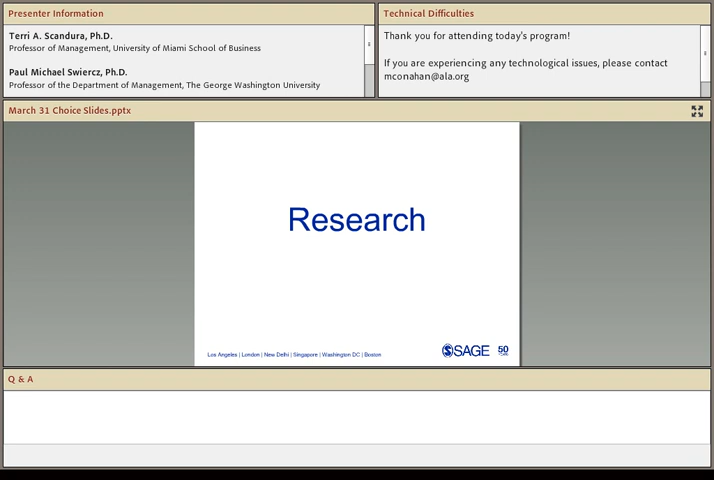 Presenter Information
Terri A. Scandura, Ph.D.
Professor of Management, University of Miami School of Business
Paul Michael Swiercz, Ph.D.
Professor of the Department of Management, The George Washington University
Technical Difficulties
Thank you for attending today's program!
If you are experiencing any technological issues, please contact
mconahan@ala.org
March 31 Choice Slides.pptx
Research
Los Angeles | London | New Delhi | Singapore | Washington DC | Boston
SAGE 50
Q & A